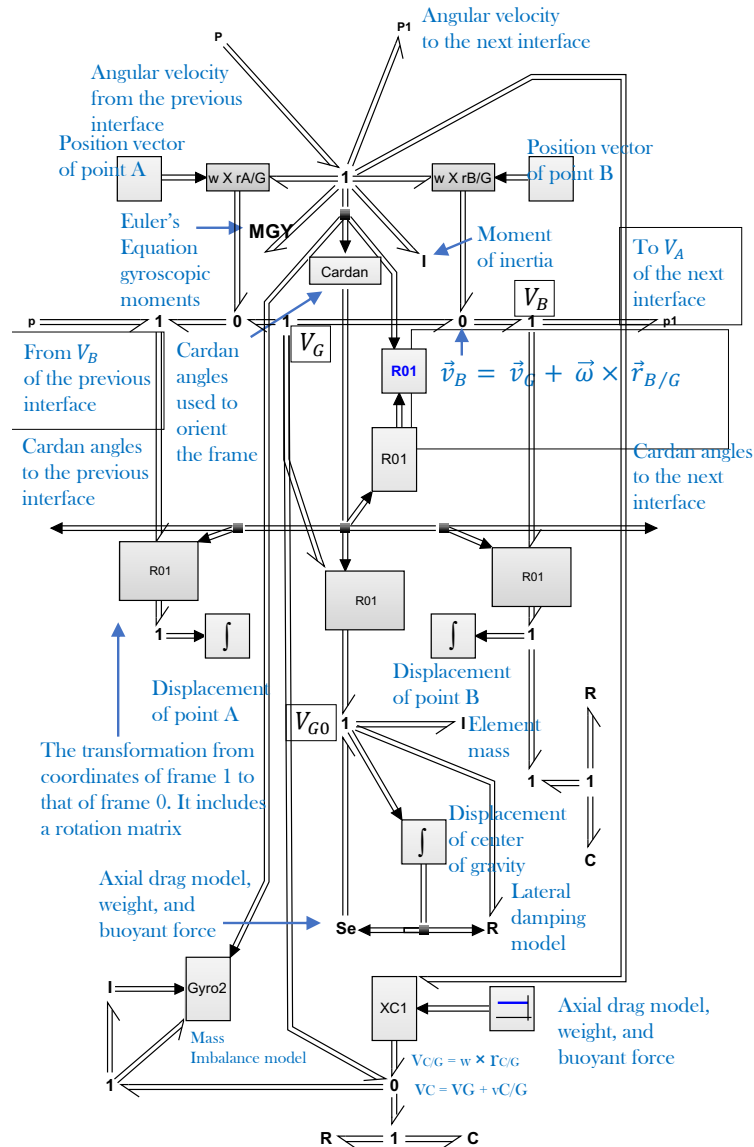 P
P1
Angular velocity
to the next interface
Angular velocity
from the previous
interface
Position vector
of point A
w X rA/G
1
w X rB/G
Position vector
of point B
Euler's
Equation
gyroscopic
moments
MGY
I
Moment
of inertia
Cardan
To V_A
of the next
interface
V_B
p
1
0
1
0
1
p1
V_G
From V_B
of the previous
interface
Cardan
angles
used to
orient
the frame
R01
v⃗_B = v⃗_G + ω⃗ × r⃗_{B/G}
R01
Cardan angles
to the previous
interface
Cardan angles
to the next
interface
R01
R01
R01
1
∫
∫
1
Displacement
of point A
Displacement
of point B
R
V_{G0}
1
I
Element
mass
The transformation from
coordinates of frame 1 to
that of frame 0. It includes
a rotation matrix
1
1
∫
Displacement
of center
of gravity
C
Axial drag model,
weight, and
buoyant force
Se
R
Lateral
damping
model
I
Gyro2
XC1
Axial drag model,
weight, and
buoyant force
Mass
Imbalance model
VC/G = w × rC/G
1
0
VC = VG + vC/G
R
1
C